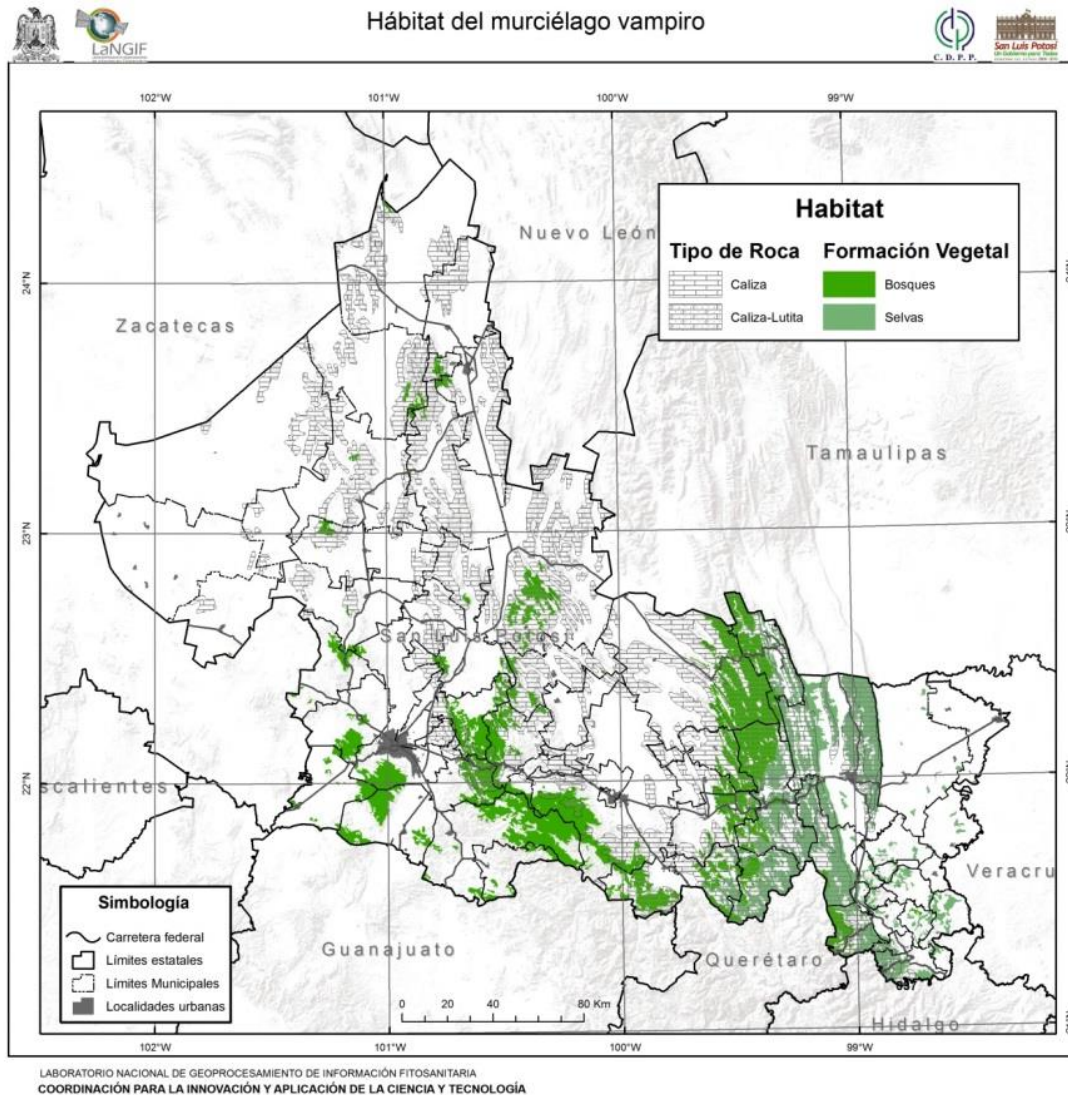 Hábitat del murciélago vampiro
LaNGIF
C. D. P. P.
San Luis Potosí
102°W 101°W 100°W 99°W
Habitat
Tipo de Roca Formación Vegetal
Caliza Bosques
Caliza-Lutita Selvas
Nuevo León
24°N
Zacatecas
Tamaulipas
23°N
San Luis Potosí
22°N
scalientes
Veracru
Simbología
Carretera federal
Límites estatales
Límites Municipales
Localidades urbanas
Guanajuato
Querétaro
Hidalgo
0 20 40 80 Km
102°W 101°W 100°W 99°W
LABORATORIO NACIONAL DE GEOPROCESAMIENTO DE INFORMACIÓN FITOSANITARIA
COORDINACIÓN PARA LA INNOVACIÓN Y APLICACIÓN DE LA CIENCIA Y TECNOLOGÍA